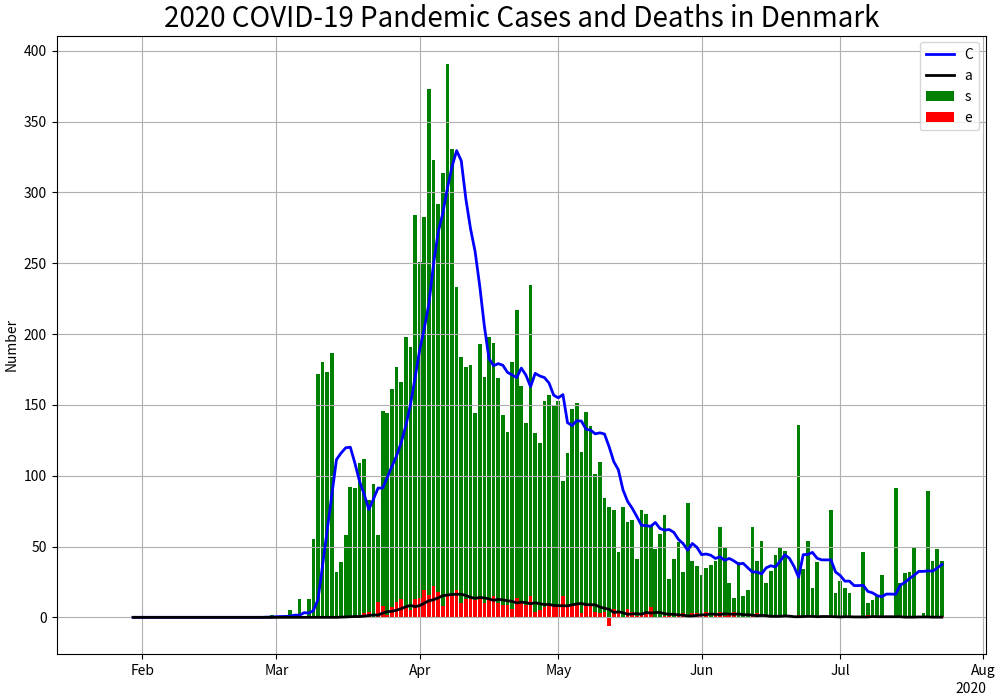 2020 COVID-19 Pandemic Cases and Deaths in Denmark
C
a
s
e
Number
400
350
300
250
200
150
100
50
0
Feb
Mar
Apr
May
Jun
Jul
Aug
2020